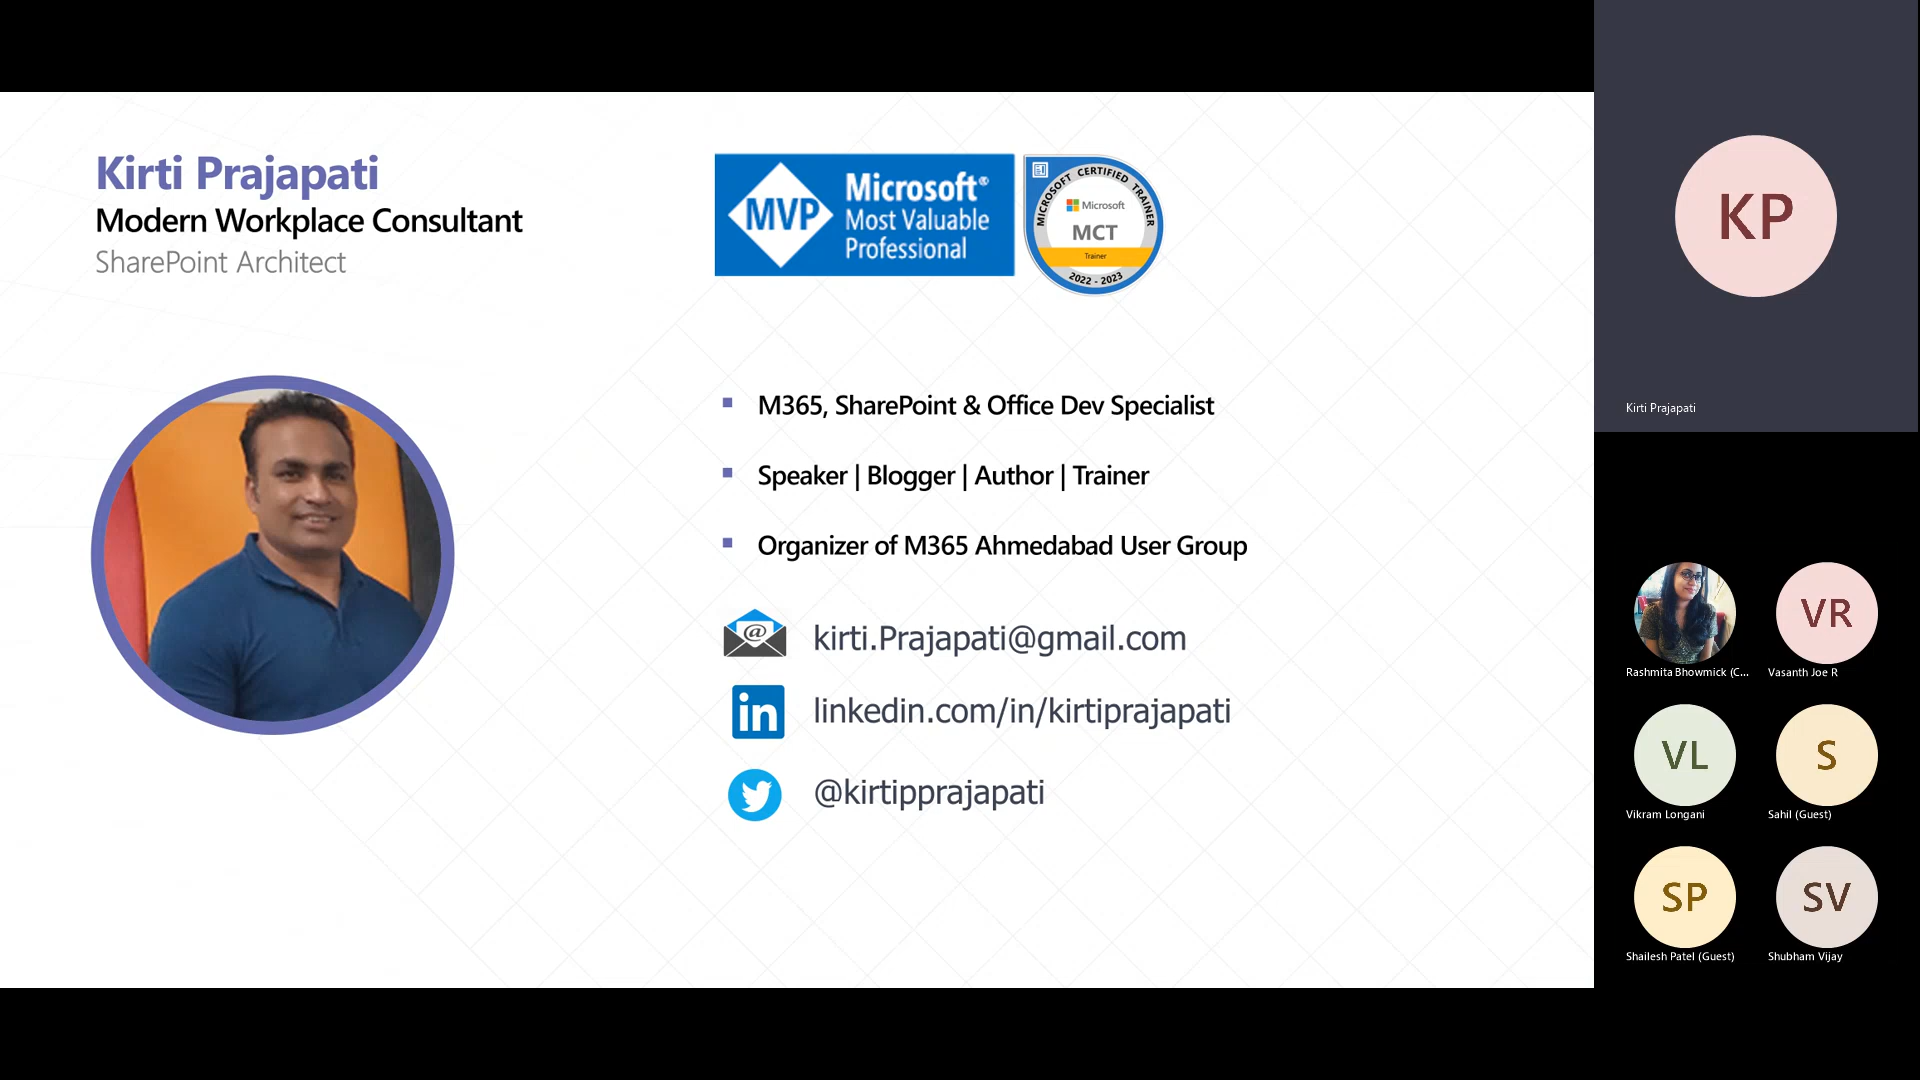 Kirti Prajapati
Modern Workplace Consultant
SharePoint Architect
MVP
Microsoft®
Most Valuable
Professional
MICROSOFT CERTIFIED TRAINER
Microsoft
MCT
Trainer
2022 - 2023
M365, SharePoint & Office Dev Specialist
Speaker | Blogger | Author | Trainer
Organizer of M365 Ahmedabad User Group
@
kirti.Prajapati@gmail.com
in
linkedin.com/in/kirtiprajapati
@kirtipprajapati
KP
Kirti Prajapati
VR
Rashmita Bhowmick (C...
Vasanth Joe R
VL
S
Vikram Longani
Sahil (Guest)
SP
SV
Shailesh Patel (Guest)
Shubham Vijay